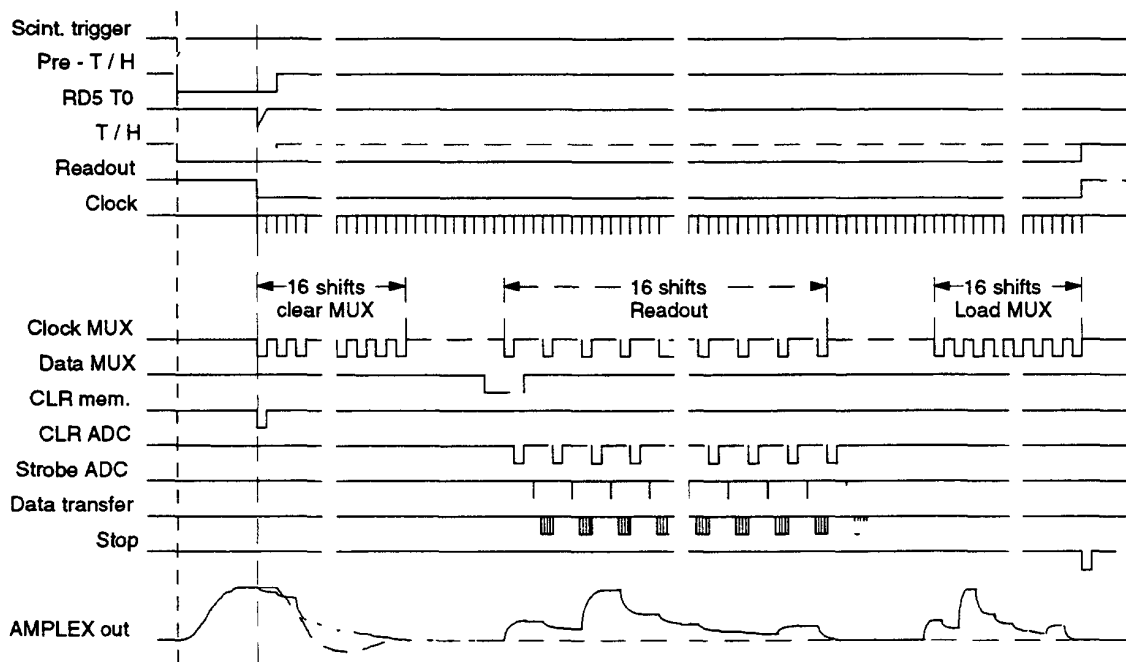 Scint. trigger
Pre - T / H
RD5 T0
T / H
Readout
Clock
16 shifts
clear MUX
16 shifts
Readout
16 shifts
Load MUX
Clock MUX
Data MUX
CLR mem.
CLR ADC
Strobe ADC
Data transfer
Stop
AMPLEX out